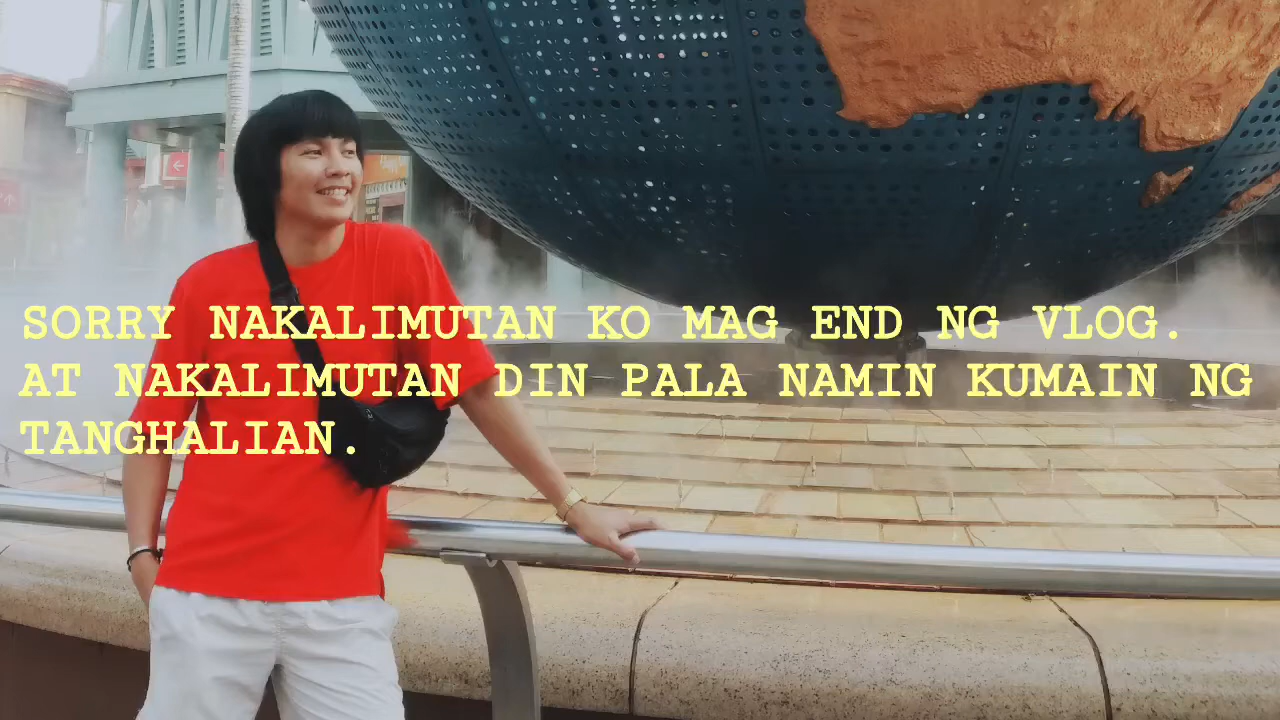 SORRY NAKALIMUTAN KO MAG END NG VLOG.
AT NAKALIMUTAN DIN PALA NAMIN KUMAIN NG
TANGHALIAN.